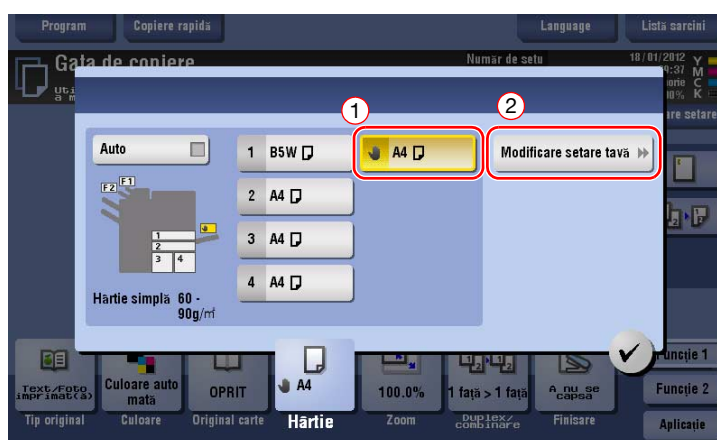 Program
Copiere rapidă
Language
Listă sarcini
Gata de copiere
Număr de setu
18/01/2012
Y
M
C
K
1
2
Auto
1 B5W
A4
Modificare setare tavă
F2 F1
2 A4
1
2
3 4
3 A4
4 A4
Hârtie simplă 60 -
90g/㎡
Funcţie 1
Text/Foto
imprimat(ă)
Culoare auto
mată
OPRIT
A4
100.0%
1 faţă > 1 faţă
A nu se
capsa
Funcţie 2
Tip original
Culoare
Original carte
Hârtie
Zoom
Duplex/
combinare
Finisare
Aplicaţie